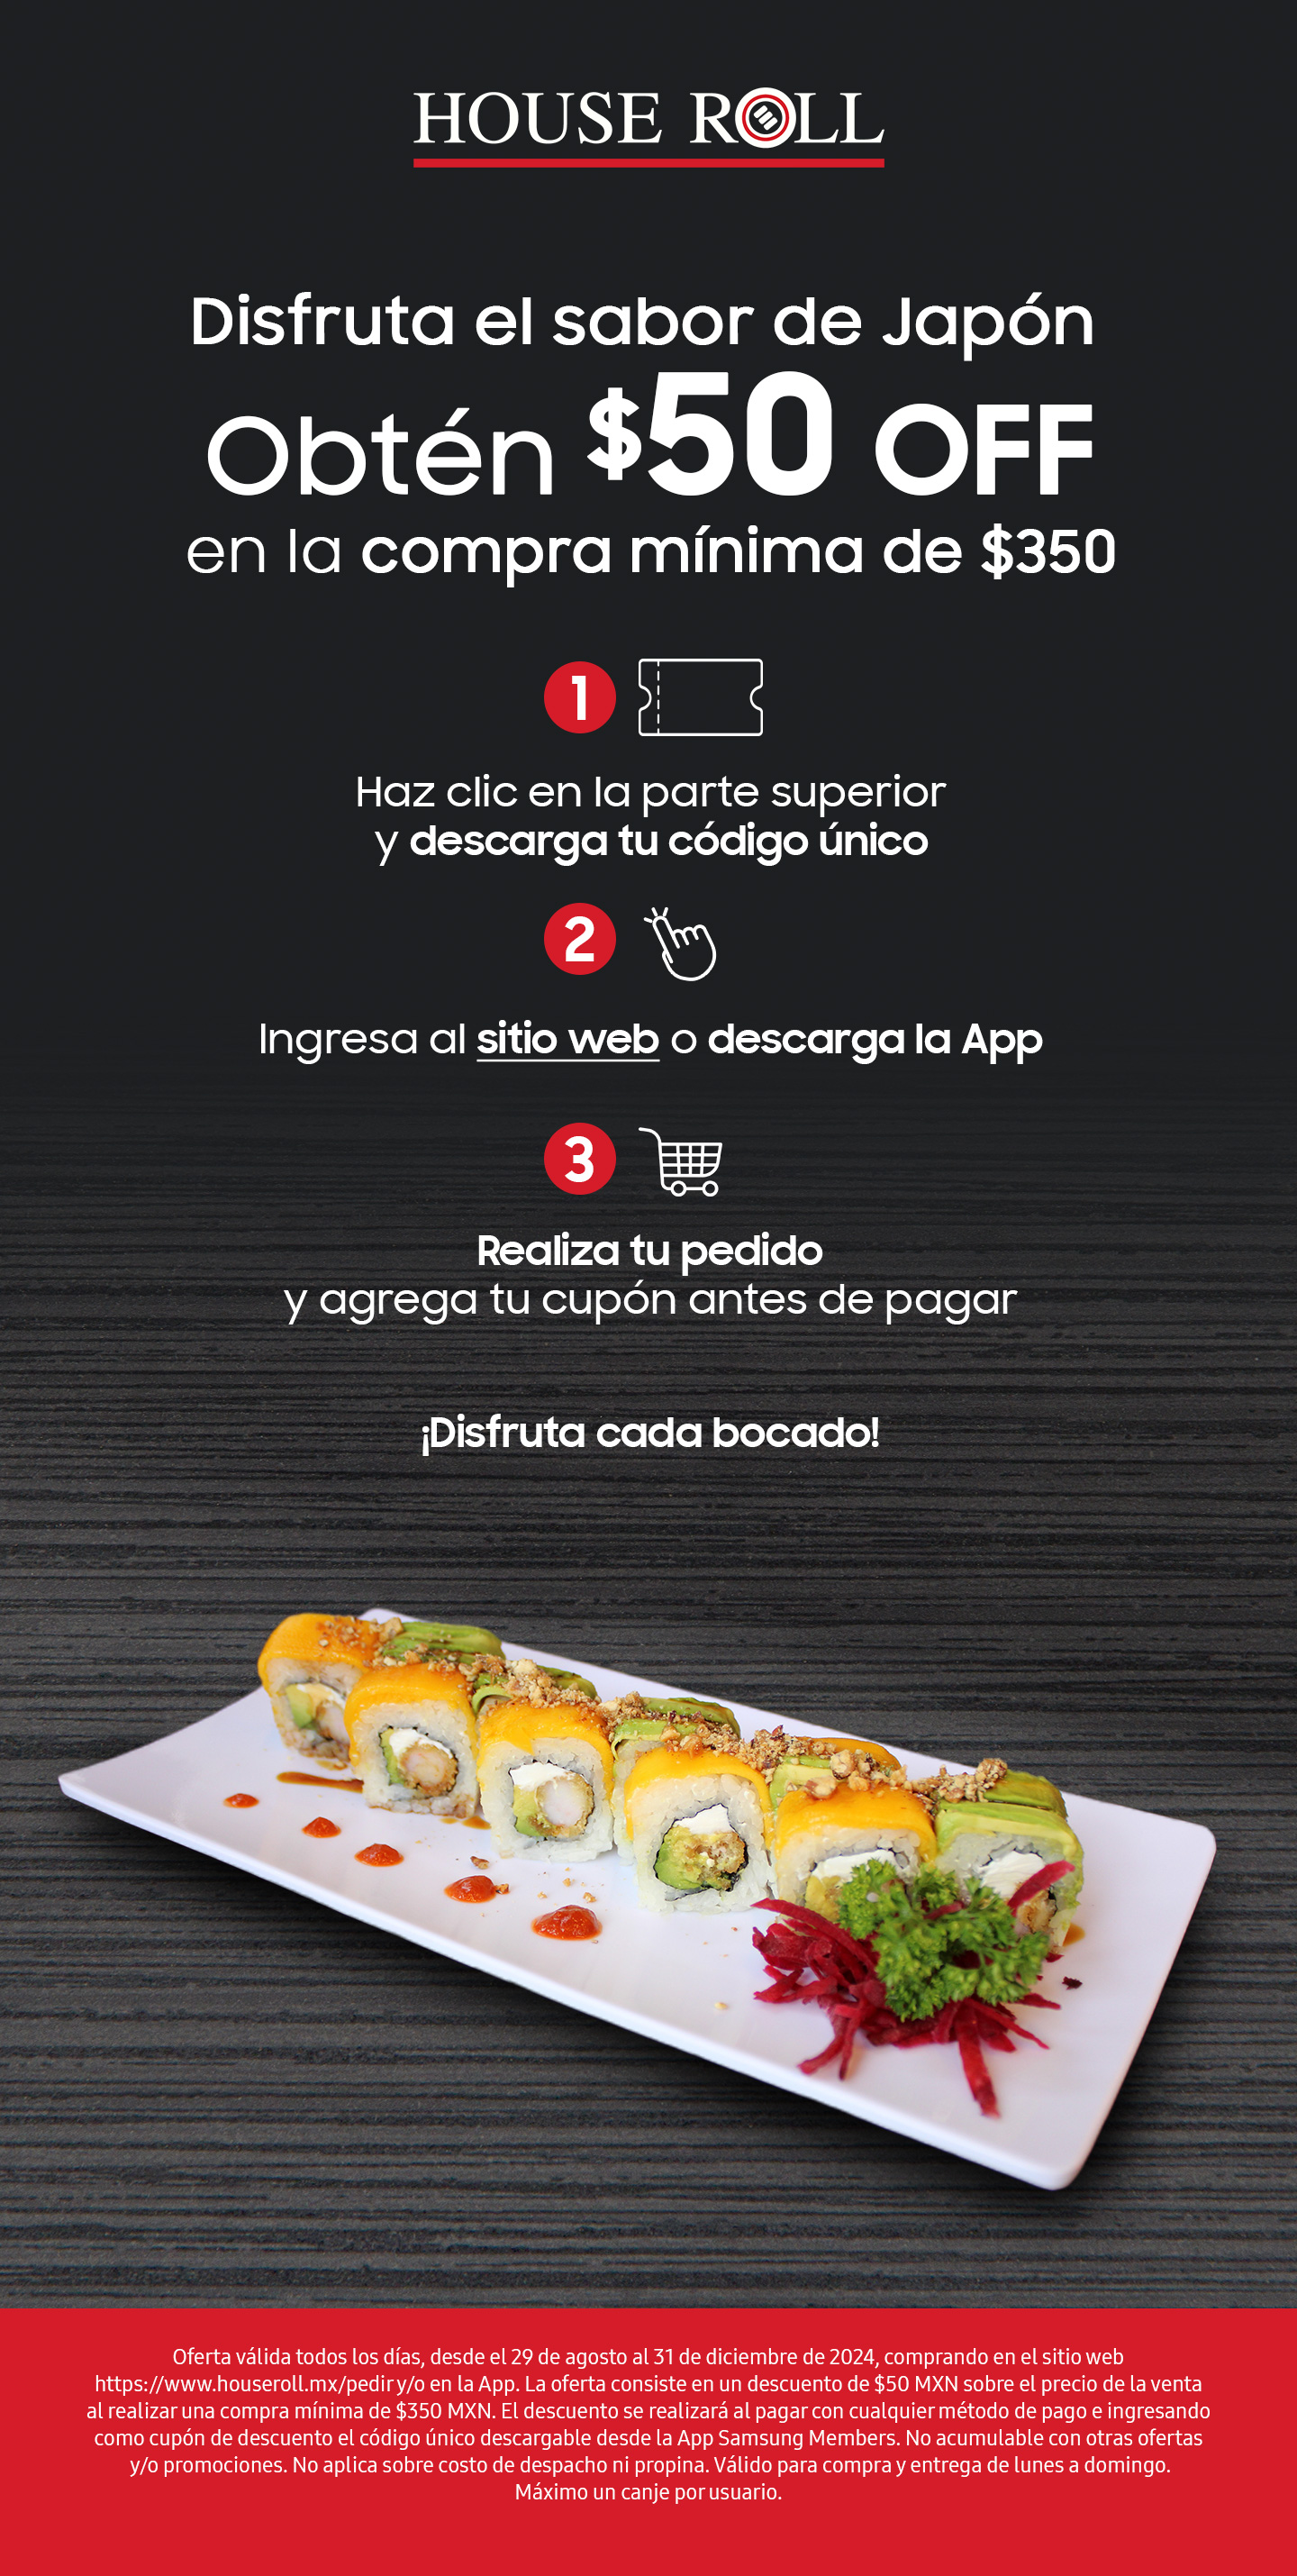 HOUSE ROLL
Disfruta el sabor de Japón
Obtén $50 OFF
en la compra mínima de $350
1
Haz clic en la parte superior
y descarga tu código único
2
Ingresa al sitio web o descarga la App
3
Realiza tu pedido
y agrega tu cupón antes de pagar
¡Disfruta cada bocado!
Oferta válida todos los días, desde el 29 de agosto al 31 de diciembre de 2024, comprando en el sitio web
https://www.houseroll.mx/pedir y/o en la App. La oferta consiste en un descuento de $50 MXN sobre el precio de la venta
al realizar una compra mínima de $350 MXN. El descuento se realizará al pagar con cualquier método de pago e ingresando
como cupón de descuento el código único descargable desde la App Samsung Members. No acumulable con otras ofertas
y/o promociones. No aplica sobre costo de despacho ni propina. Válido para compra y entrega de lunes a domingo.
Máximo un canje por usuario.